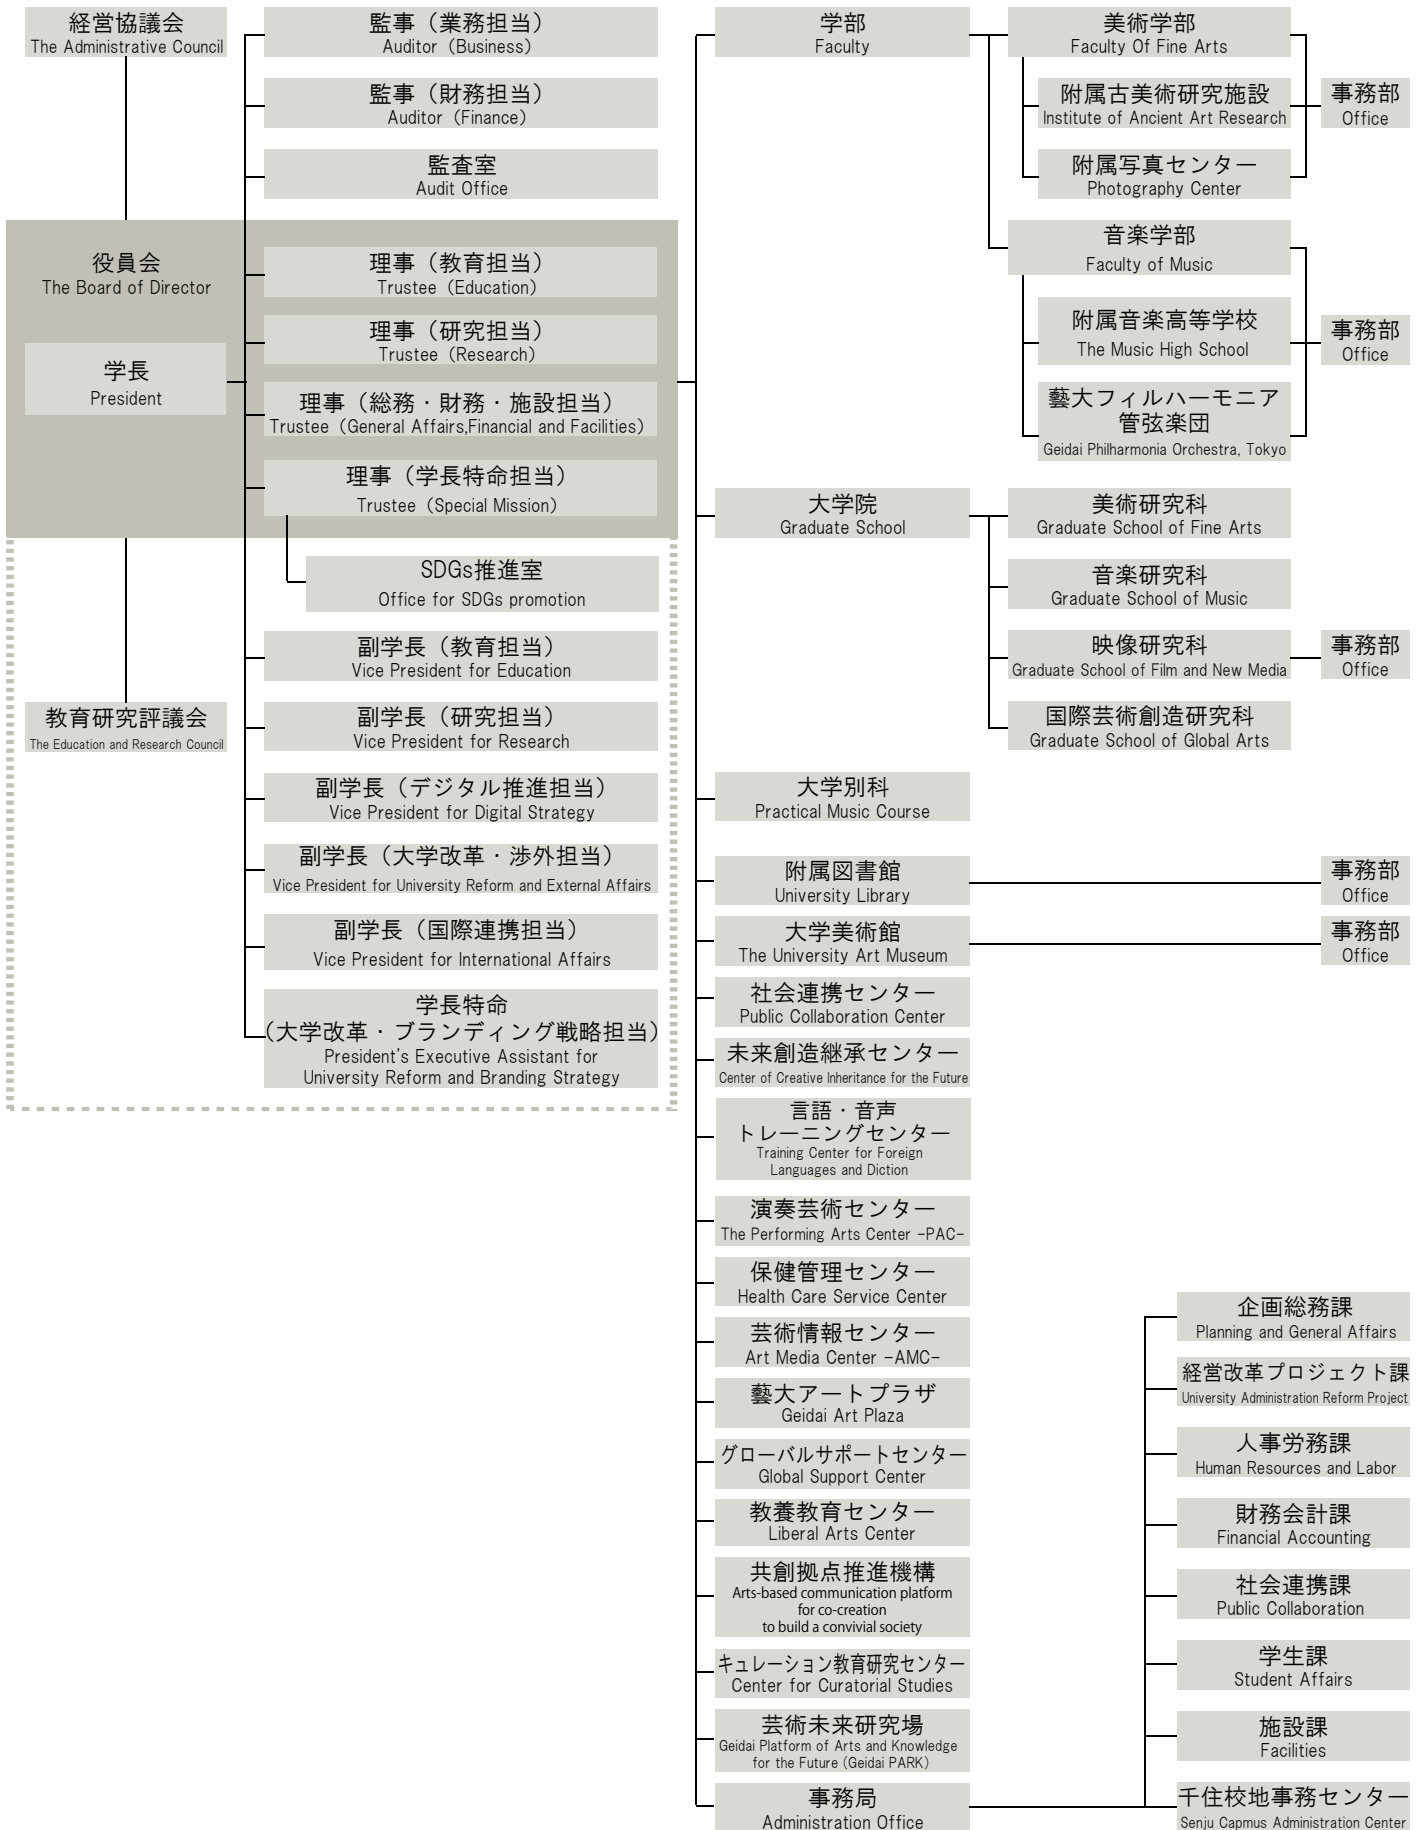 経営協議会
The Administrative Council
役員会
The Board of Director
学長
President
教育研究評議会
The Education and Research Council
監事（業務担当）
Auditor（Business）
監事（財務担当）
Auditor（Finance）
監査室
Audit Office
理事（教育担当）
Trustee（Education）
理事（研究担当）
Trustee（Research）
理事（総務・財務・施設担当）
Trustee（General Affairs,Financial and Facilities）
理事（学長特命担当）
Trustee（Special Mission）
SDGs推進室
Office for SDGs promotion
副学長（教育担当）
Vice President for Education
副学長（研究担当）
Vice President for Research
副学長（デジタル推進担当）
Vice President for Digital Strategy
副学長（大学改革・渉外担当）
Vice President for University Reform and External Affairs
副学長（国際連携担当）
Vice President for International Affairs
学長特命
（大学改革・ブランディング戦略担当）
President's Executive Assistant for
University Reform and Branding Strategy
学部
Faculty
美術学部
Faculty Of Fine Arts
附属古美術研究施設
Institute of Ancient Art Research
附属写真センター
Photography Center
事務部
Office
音楽学部
Faculty of Music
附属音楽高等学校
The Music High School
藝大フィルハーモニア
管弦楽団
Geidai Philharmonia Orchestra, Tokyo
事務部
Office
大学院
Graduate School
美術研究科
Graduate School of Fine Arts
音楽研究科
Graduate School of Music
映像研究科
Graduate School of Film and New Media
事務部
Office
国際芸術創造研究科
Graduate School of Global Arts
大学別科
Practical Music Course
附属図書館
University Library
事務部
Office
大学美術館
The University Art Museum
事務部
Office
社会連携センター
Public Collaboration Center
未来創造継承センター
Center of Creative Inheritance for the Future
言語・音声
トレーニングセンター
Training Center for Foreign
Languages and Diction
演奏芸術センター
The Performing Arts Center -PAC-
保健管理センター
Health Care Service Center
芸術情報センター
Art Media Center -AMC-
藝大アートプラザ
Geidai Art Plaza
グローバルサポートセンター
Global Support Center
教養教育センター
Liberal Arts Center
共創拠点推進機構
Arts-based communication platform
for co-creation
to build a convivial society
キュレーション教育研究センター
Center for Curatorial Studies
芸術未来研究場
Geidai Platform of Arts and Knowledge
for the Future (Geidai PARK)
事務局
Administration Office
企画総務課
Planning and General Affairs
経営改革プロジェクト課
University Administration Reform Project
人事労務課
Human Resources and Labor
財務会計課
Financial Accounting
社会連携課
Public Collaboration
学生課
Student Affairs
施設課
Facilities
千住校地事務センター
Senju Capmus Administration Center